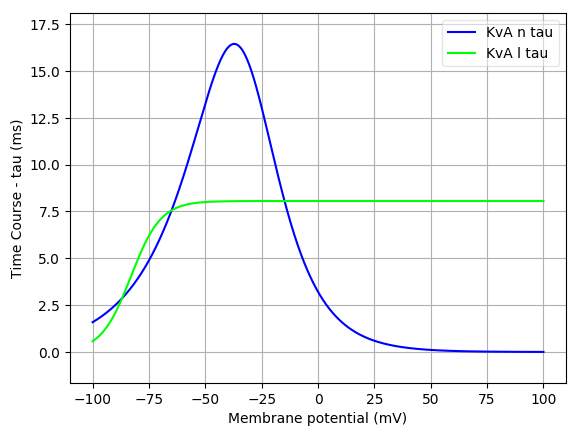 17.5
15.0
12.5
10.0
7.5
5.0
2.5
0.0
Time Course - tau (ms)
KvA n tau
KvA l tau
−100 −75 −50 −25 0 25 50 75 100
Membrane potential (mV)